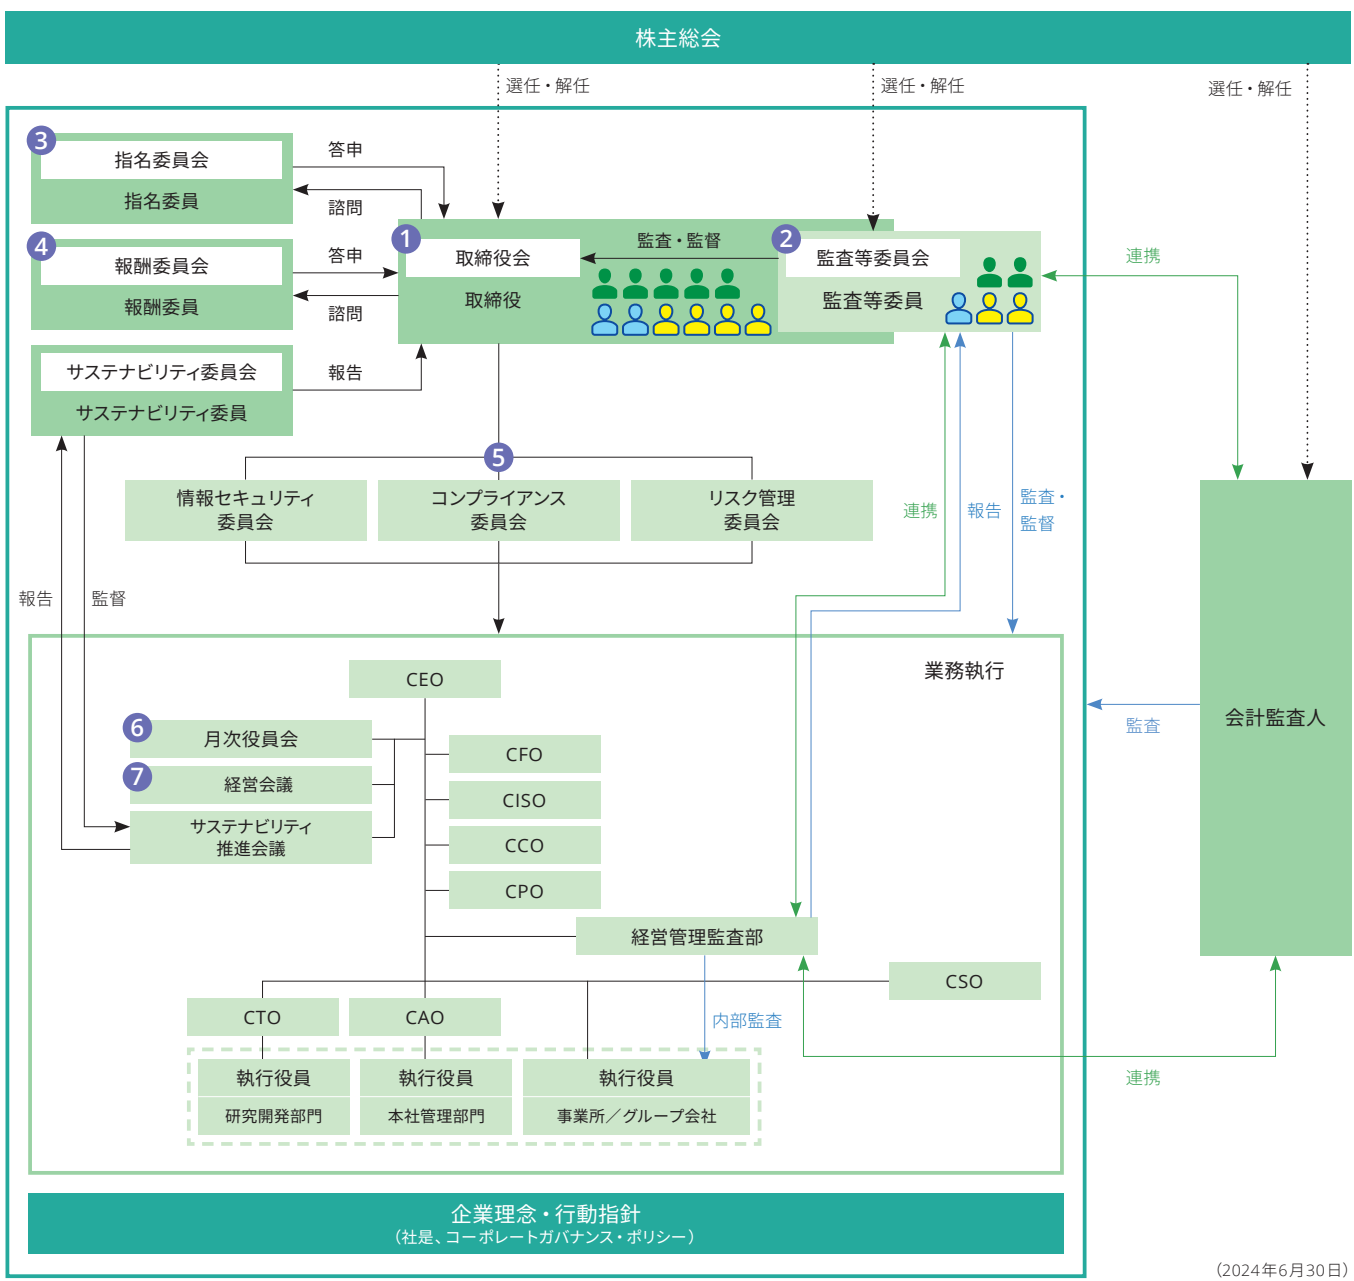 株主総会
選任・解任
選任・解任
選任・解任
3
指名委員会
指名委員
答申
諮問
4
報酬委員会
報酬委員
答申
諮問
1
取締役会
取締役
監査・監督
2
監査等委員会
監査等委員
連携
サステナビリティ委員会
サステナビリティ委員
報告
5
情報セキュリティ
委員会
コンプライアンス
委員会
リスク管理
委員会
連携
報告
監査・
監督
報告
監督
業務執行
CEO
6
月次役員会
7
経営会議
サステナビリティ
推進会議
CFO
CISO
CCO
CPO
経営管理監査部
会計監査人
監査
CSO
CTO
CAO
内部監査
執行役員
研究開発部門
執行役員
本社管理部門
執行役員
事業所／グループ会社
連携
企業理念・行動指針
（社是、コーポレートガバナンス・ポリシー）
（2024年6月30日）